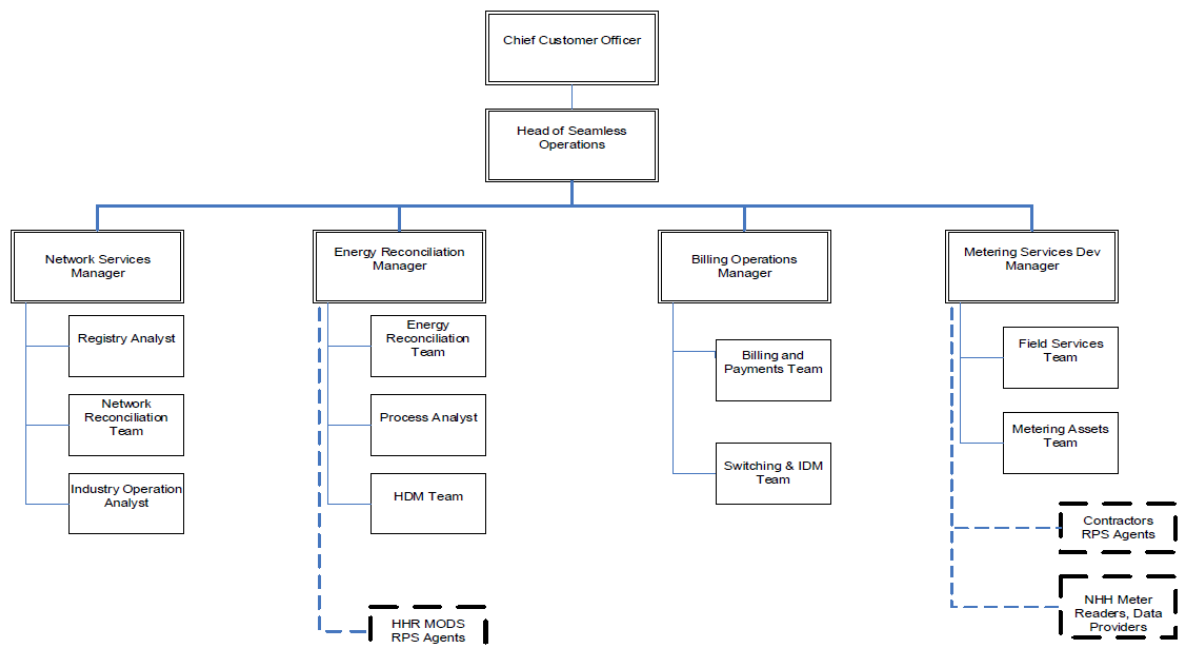 Chief Customer Officer
Head of Seamless
Operations
Network Services
Manager
Energy Reconciliation
Manager
Billing Operations
Manager
Metering Services Dev
Manager
Registry Analyst
Network
Reconciliation
Team
Industry Operation
Analyst
Energy
Reconciliation
Team
Process Analyst
HDM Team
HHR MODS
RPS Agents
Billing and
Payments Team
Switching & IDM
Team
Field Services
Team
Metering Assets
Team
Contractors
RPS Agents
NHH Meter
Readers, Data
Providers